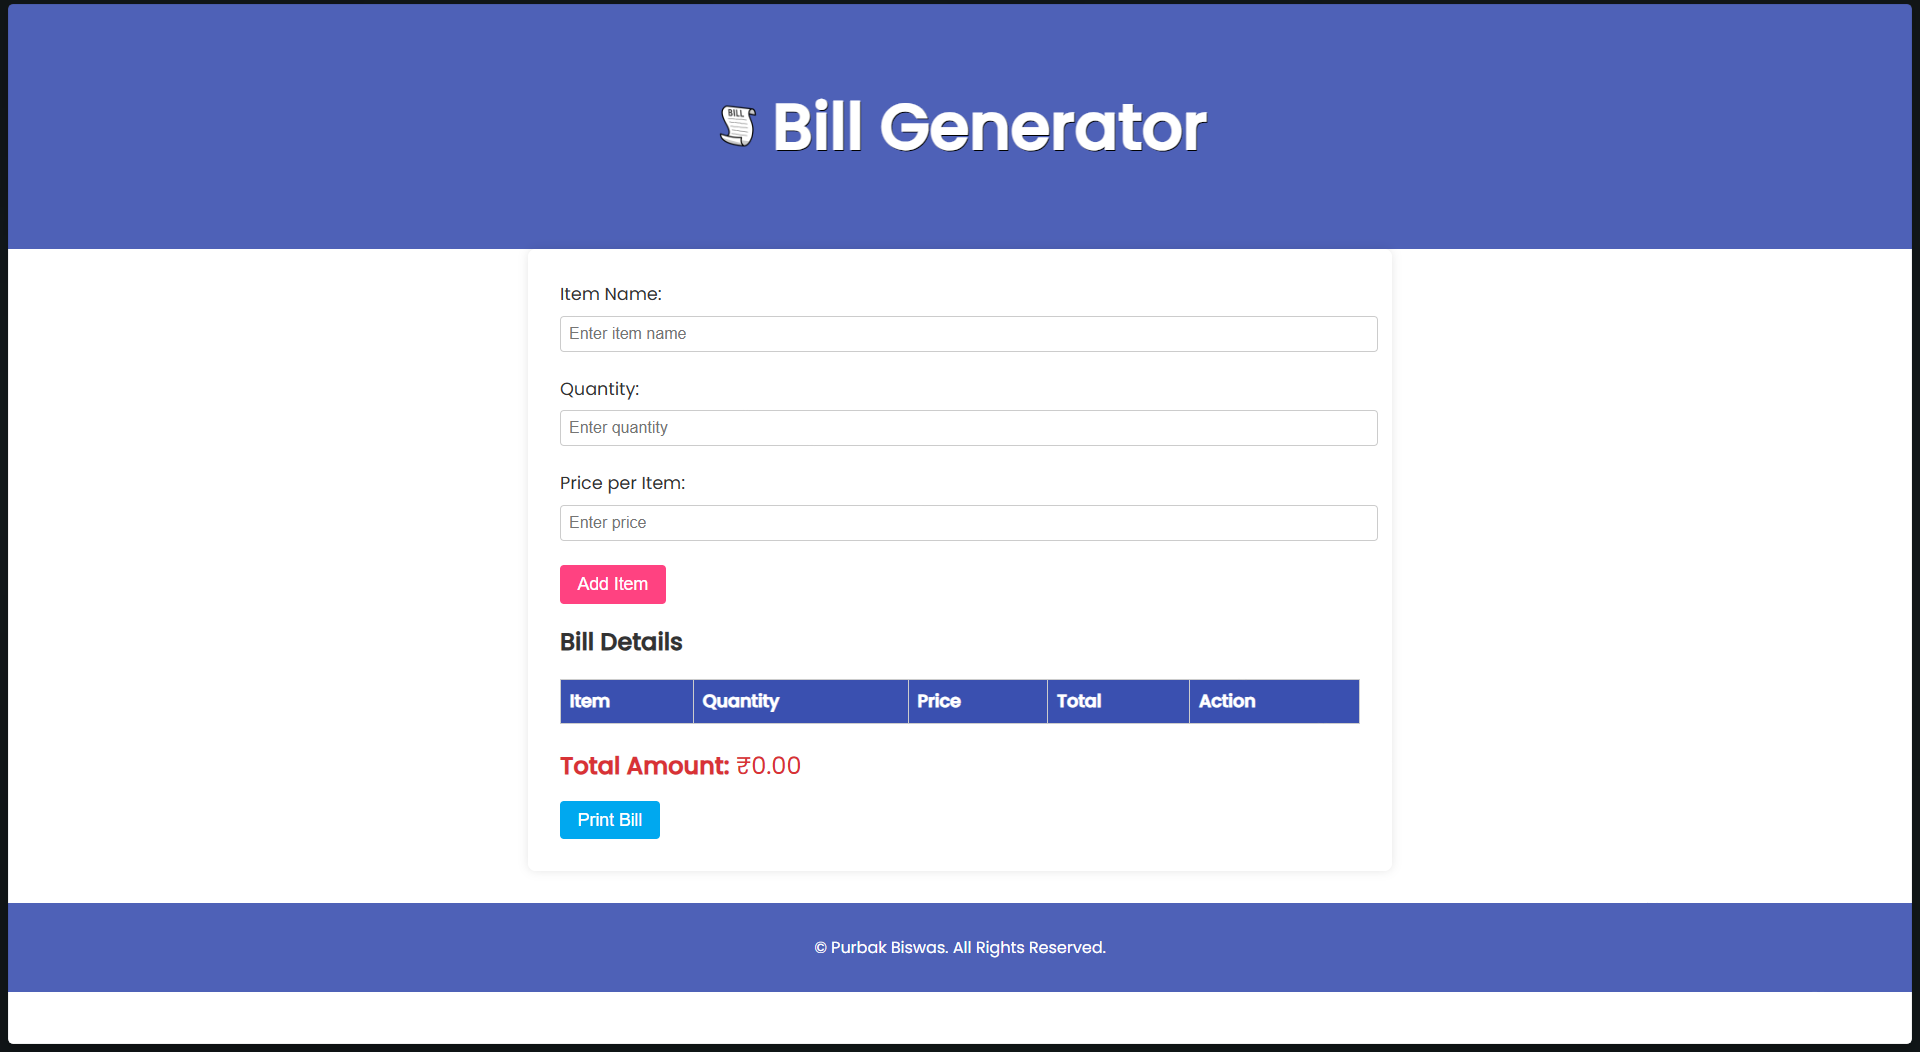 BILL
Bill Generator
Item Name:
Enter item name
Quantity:
Enter quantity
Price per Item:
Enter price
Add Item
Bill Details
Item Quantity Price Total Action
Total Amount: ₹0.00
Print Bill
© Purbak Biswas. All Rights Reserved.